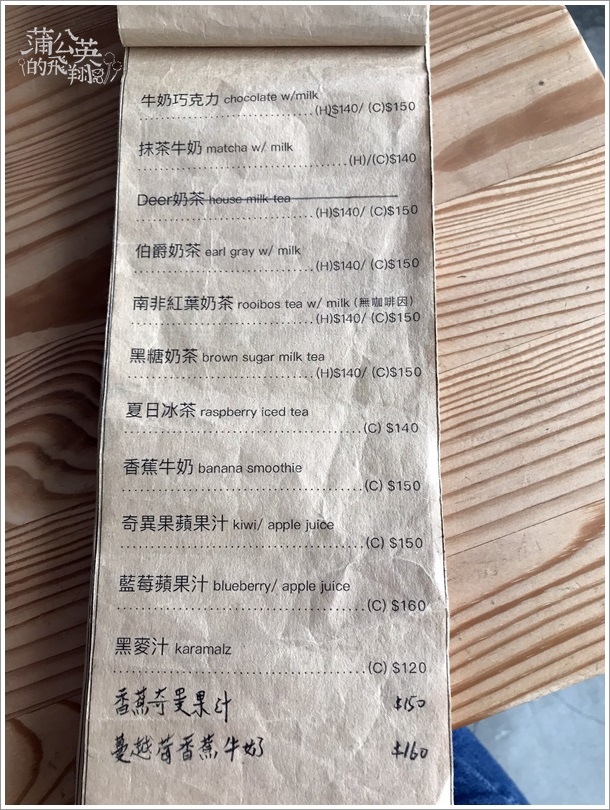 蒲公英
的飛翔窩
牛奶巧克力 chocolate w/milk
(H)$140/ (C)$150
抹茶牛奶 matcha w/ milk
(H)/(C)$140
Deer奶茶 house milk tea
(H)$140/ (C)$150
伯爵奶茶 earl gray w/ milk
(H)$140/ (C)$150
南非紅葉奶茶 rooibos tea w/ milk (無咖啡因)
(H)$140/ (C)$150
黑糖奶茶 brown sugar milk tea
(H)$140/ (C)$150
夏日冰茶 raspberry iced tea
(C) $140
香蕉牛奶 banana smoothie
(C) $150
奇異果蘋果汁 kiwi/ apple juice
(C) $150
藍莓蘋果汁 blueberry/ apple juice
(C) $160
黑麥汁 karamalz
(C) $120
香蕉奇異果汁 $150
蔓越莓香蕉牛奶 $160